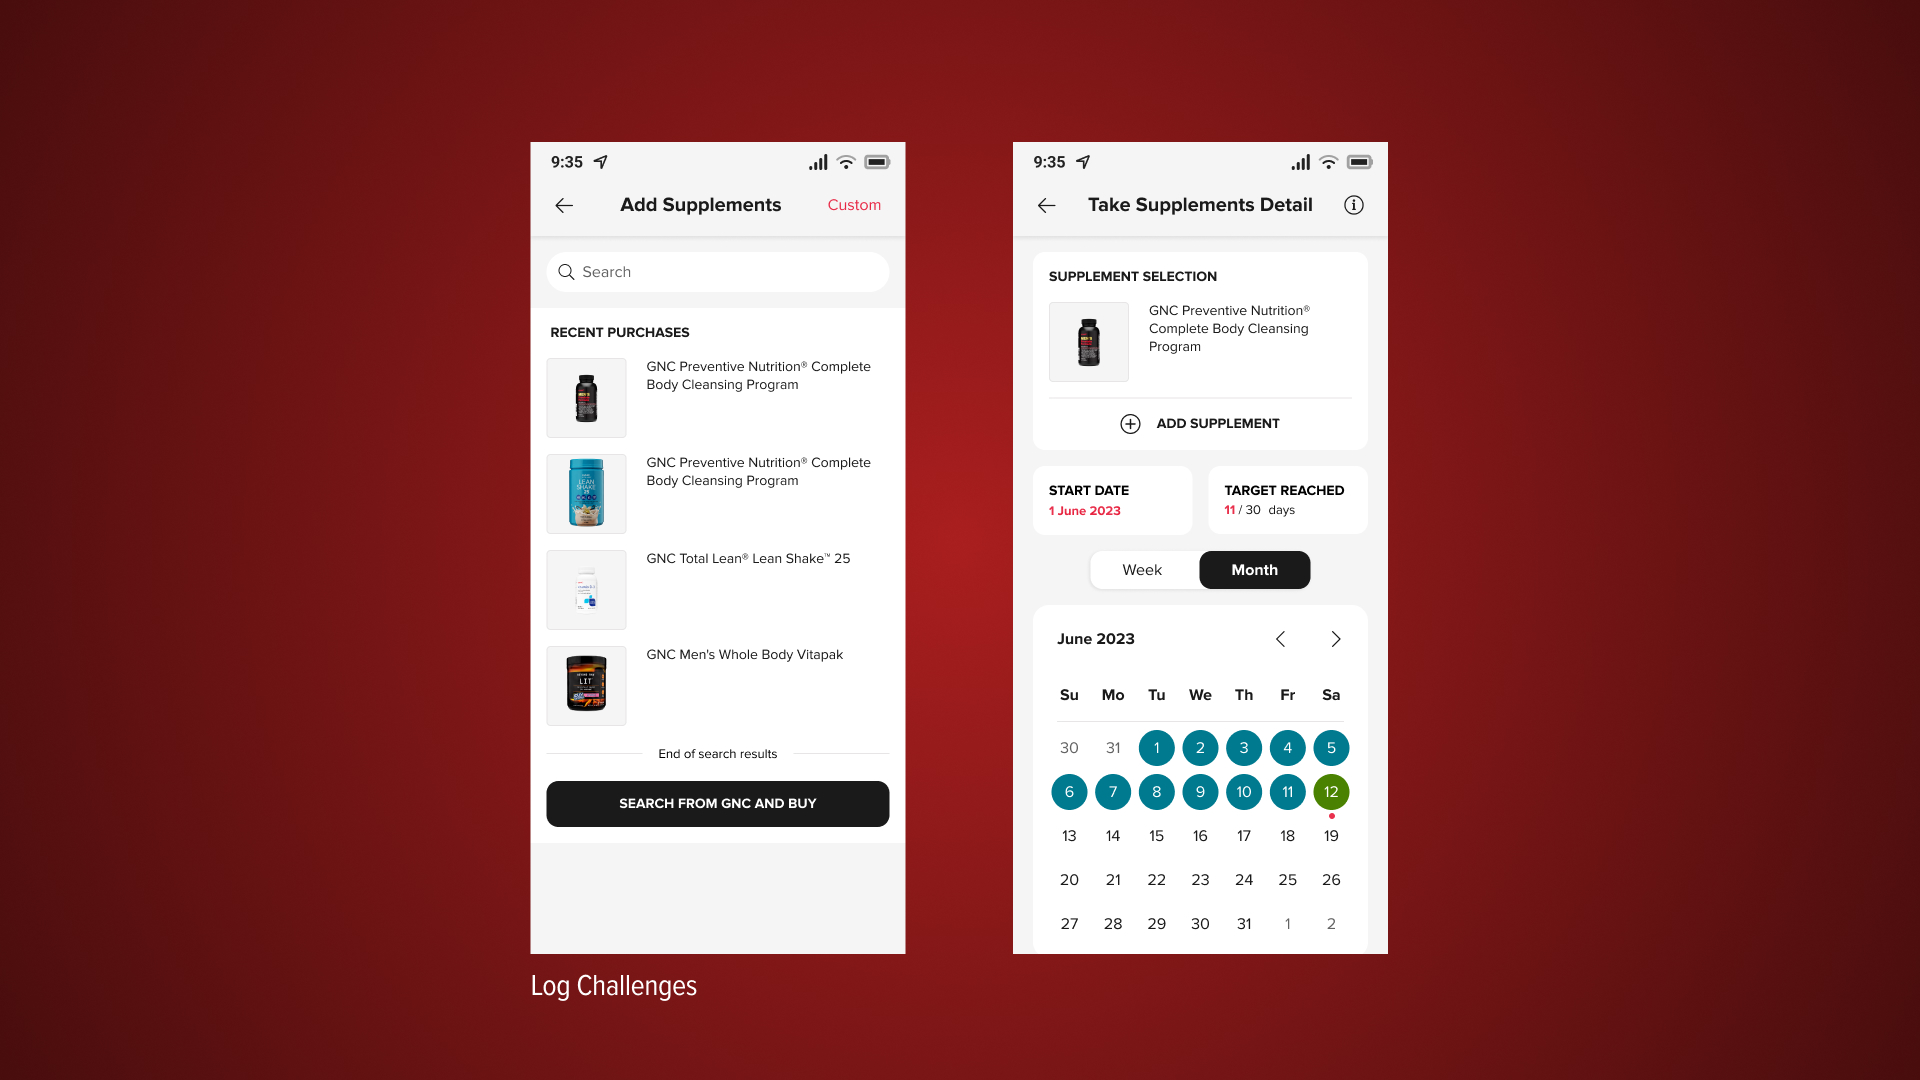 9:35
Add Supplements
Custom
Search
RECENT PURCHASES
GNC Preventive Nutrition® Complete
Body Cleansing Program
GNC Preventive Nutrition® Complete
Body Cleansing Program
LEAN
SHAKE
25
GNC Total Lean® Lean Shake™ 25
GNC Men's Whole Body Vitapak
LIT
End of search results
SEARCH FROM GNC AND BUY
Log Challenges
9:35
Take Supplements Detail
SUPPLEMENT SELECTION
GNC Preventive Nutrition®
Complete Body Cleansing
Program
ADD SUPPLEMENT
START DATE
1 June 2023
TARGET REACHED
11 / 30 days
Week Month
June 2023
Su Mo Tu We Th Fr Sa
30 31 1 2 3 4 5
6 7 8 9 10 11 12
13 14 15 16 17 18 19
20 21 22 23 24 25 26
27 28 29 30 31 1 2